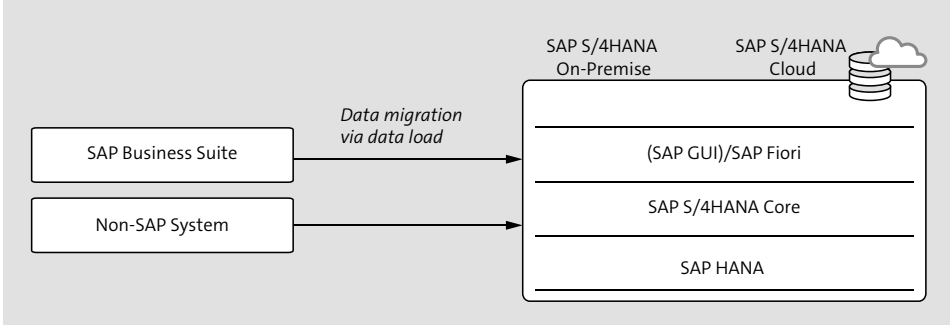 SAP S/4HANA
On-Premise
SAP S/4HANA
Cloud
Data migration
via data load
SAP Business Suite
(SAP GUI)/SAP Fiori
SAP S/4HANA Core
Non-SAP System
SAP HANA